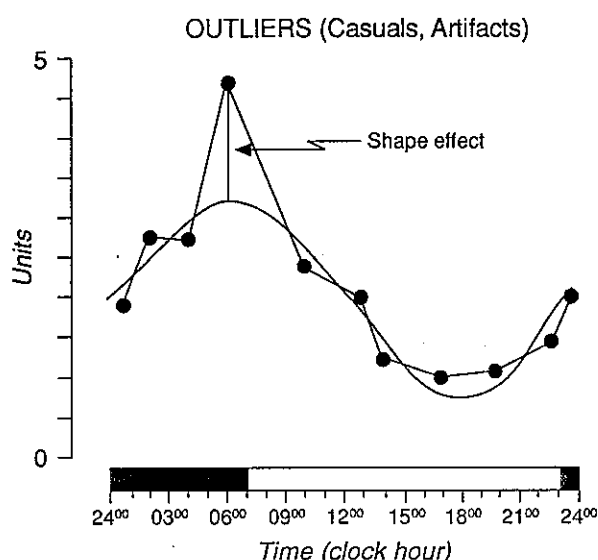 OUTLIERS (Casuals, Artifacts)
5
Shape effect
Units
0
24⁰⁰ 03⁰⁰ 06⁰⁰ 09⁰⁰ 12⁰⁰ 15⁰⁰ 18⁰⁰ 21⁰⁰ 24⁰⁰
Time (clock hour)